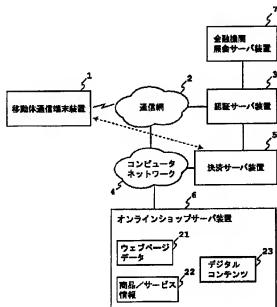 7
金融機関
照会サーバ装置
1
2
3
移動体通信端末装置
通信網
認証サーバ装置
5
コンピュータ
ネットワーク
決済サーバ装置
4
6
オンラインショップサーバ装置
21
ウェブページ
データ
23
デジタル
コンテンツ
22
商品/サービス
情報